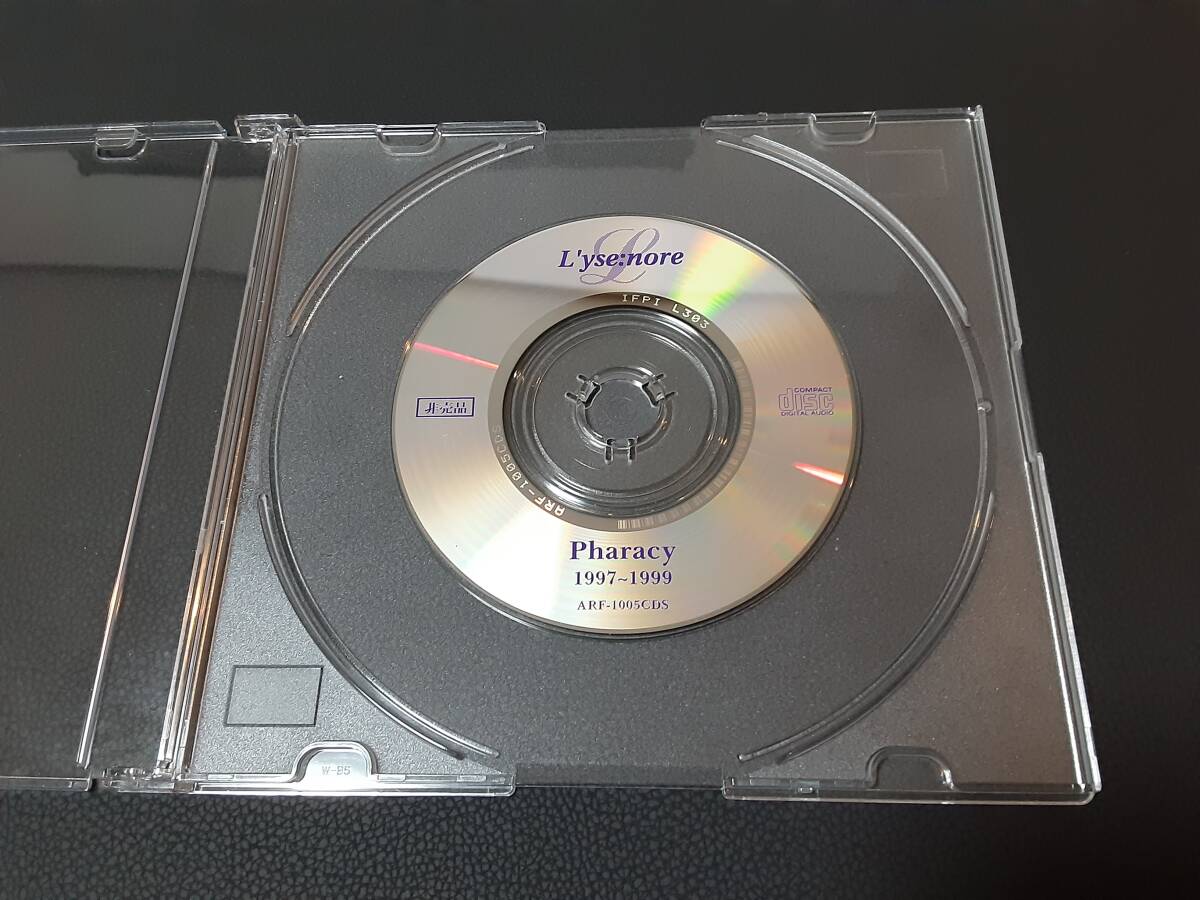 L
L'yse:nore
IFPI L303
非売品
COMPACT
disc
DIGITAL AUDIO
ARF-1005CDS
Pharacy
1997~1999
ARF-1005CDS
W-B5